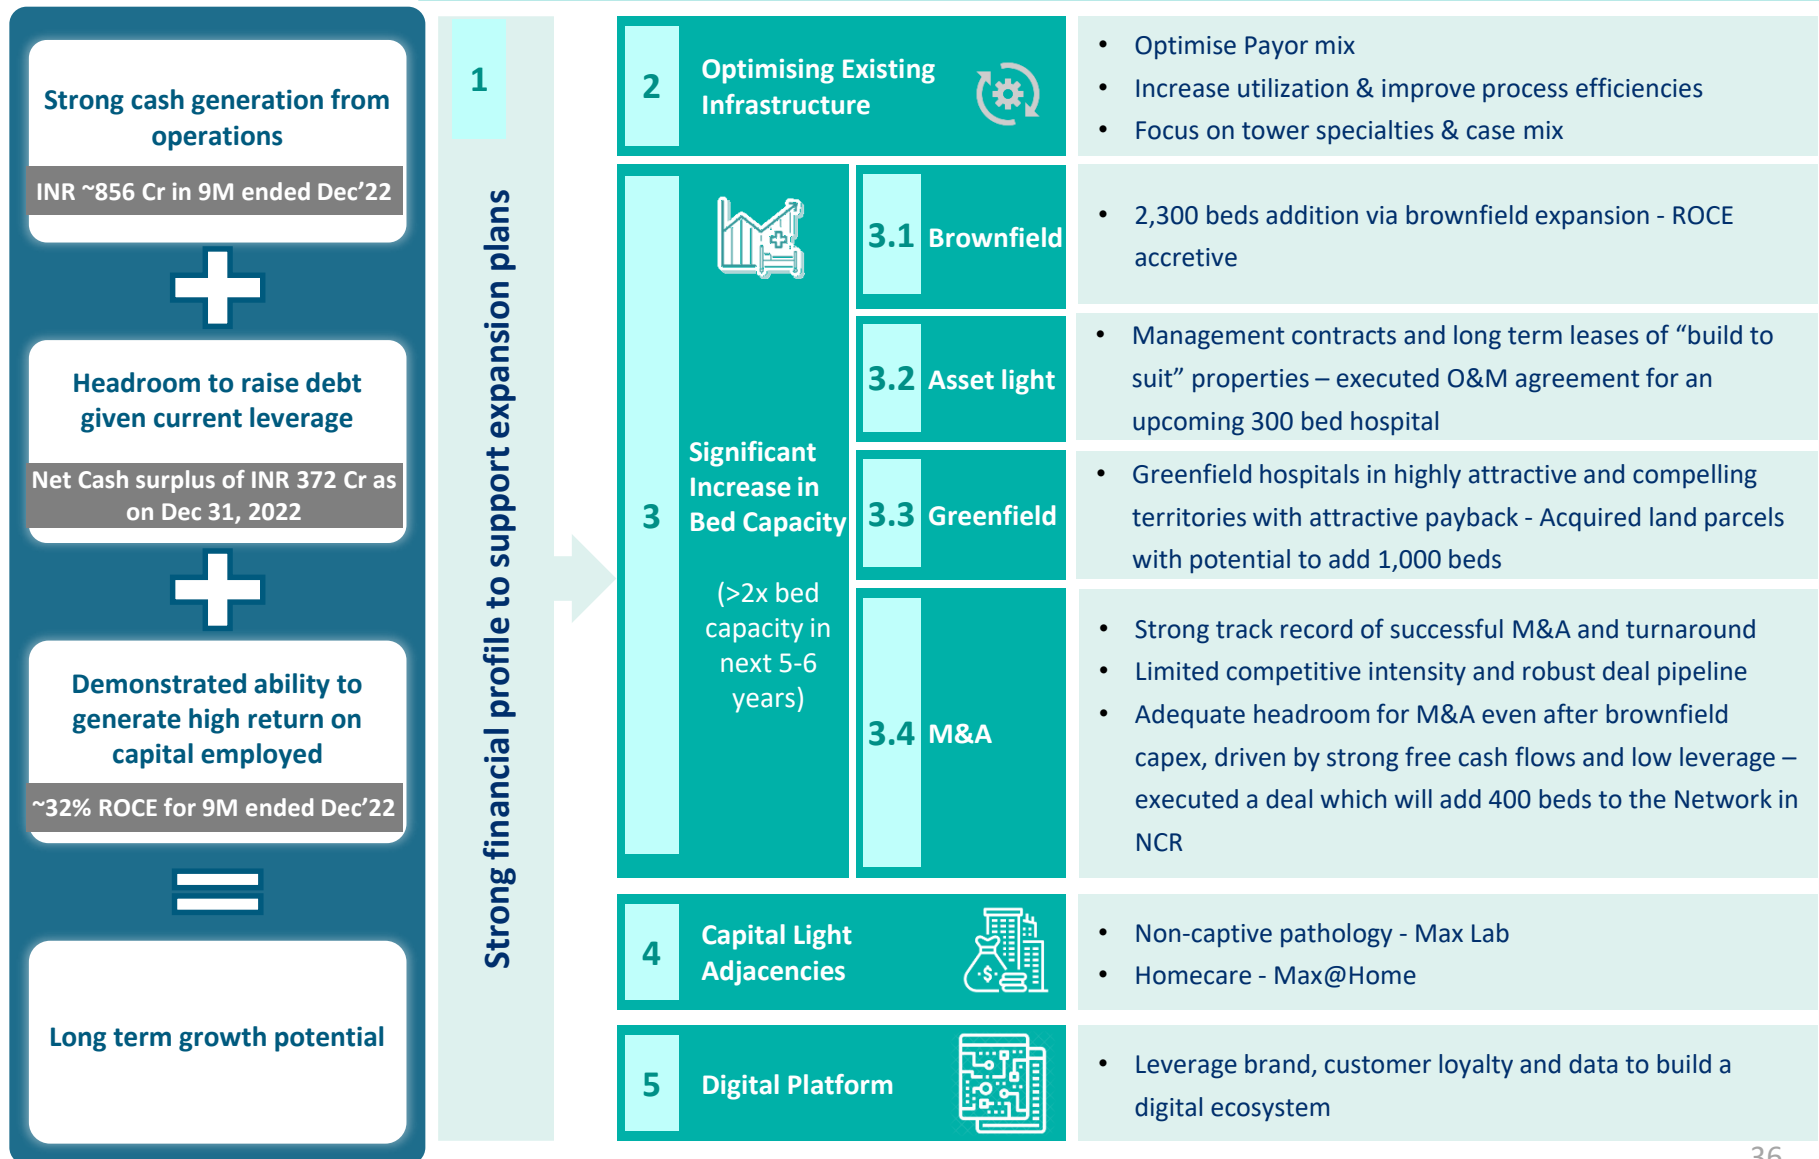 Strong cash generation from
operations
INR ~856 Cr in 9M ended Dec'22
Headroom to raise debt
given current leverage
Net Cash surplus of INR 372 Cr as
on Dec 31, 2022
Demonstrated ability to
generate high return on
capital employed
~32% ROCE for 9M ended Dec'22
Long term growth potential
1
Strong financial profile to support expansion plans
2
Optimising Existing
Infrastructure
• Optimise Payor mix
• Increase utilization & improve process efficiencies
• Focus on tower specialties & case mix
3
Significant
Increase in
Bed Capacity
(>2x bed
capacity in
next 5-6
years)
3.1 Brownfield
• 2,300 beds addition via brownfield expansion - ROCE
accretive
3.2 Asset light
• Management contracts and long term leases of “build to
suit” properties – executed O&M agreement for an
upcoming 300 bed hospital
3.3 Greenfield
• Greenfield hospitals in highly attractive and compelling
territories with attractive payback - Acquired land parcels
with potential to add 1,000 beds
3.4 M&A
• Strong track record of successful M&A and turnaround
• Limited competitive intensity and robust deal pipeline
• Adequate headroom for M&A even after brownfield
capex, driven by strong free cash flows and low leverage –
executed a deal which will add 400 beds to the Network in
NCR
4
Capital Light
Adjacencies
• Non-captive pathology - Max Lab
• Homecare - Max@Home
5
Digital Platform
• Leverage brand, customer loyalty and data to build a
digital ecosystem
36